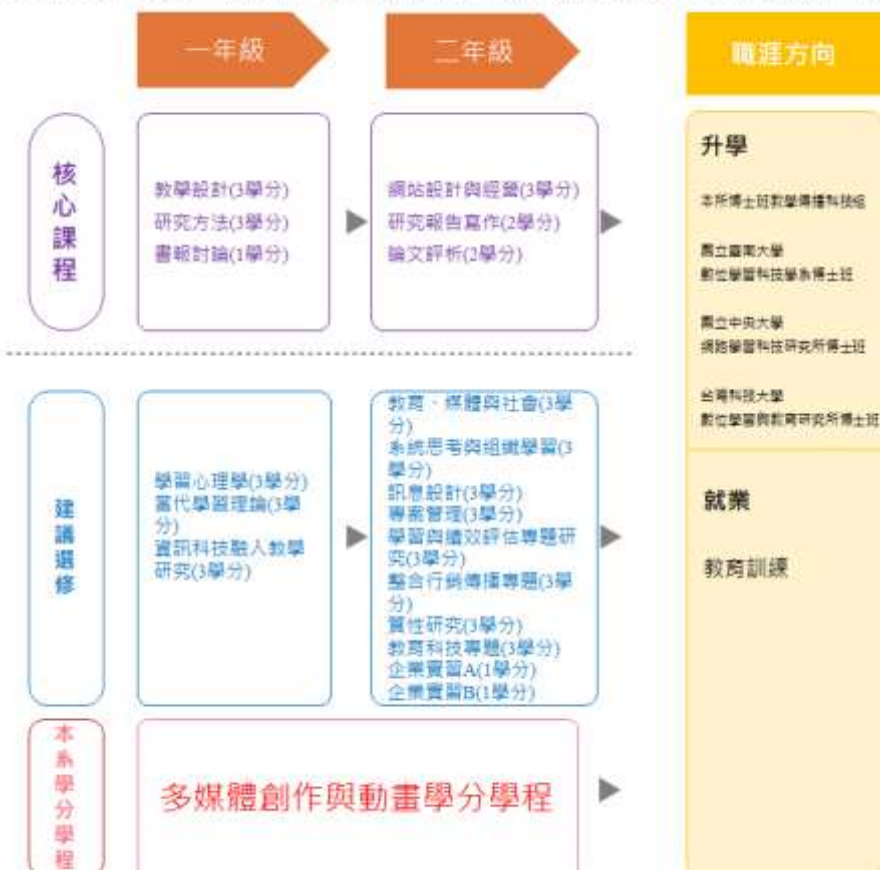 一年級
二年級
職涯方向
核心課程
教學設計(3學分)
研究方法(3學分)
書報討論(1學分)
網站設計與經營(3學分)
研究報告寫作(2學分)
論文評析(2學分)
升學
本所博士班教學傳播科技組
國立臺南大學
數位學習科技學系博士班
國立中央大學
網路學習科技研究所博士班
台灣科技大學
數位學習與教育研究所博士班
建議選修
學習心理學(3學分)
當代學習理論(3學
分)
資訊科技融入教學
研究(3學分)
教育、媒體與社會(3學
分)
系統思考與組織學習(3
學分)
訊息設計(3學分)
專案管理(3學分)
學習與績效評估專題研
究(3學分)
整合行銷傳播專題(3學
分)
質性研究(3學分)
教育科技專題(3學分)
企業實習A(1學分)
企業實習B(1學分)
就業
教育訓練
本系學分學程
多媒體創作與動畫學分學程